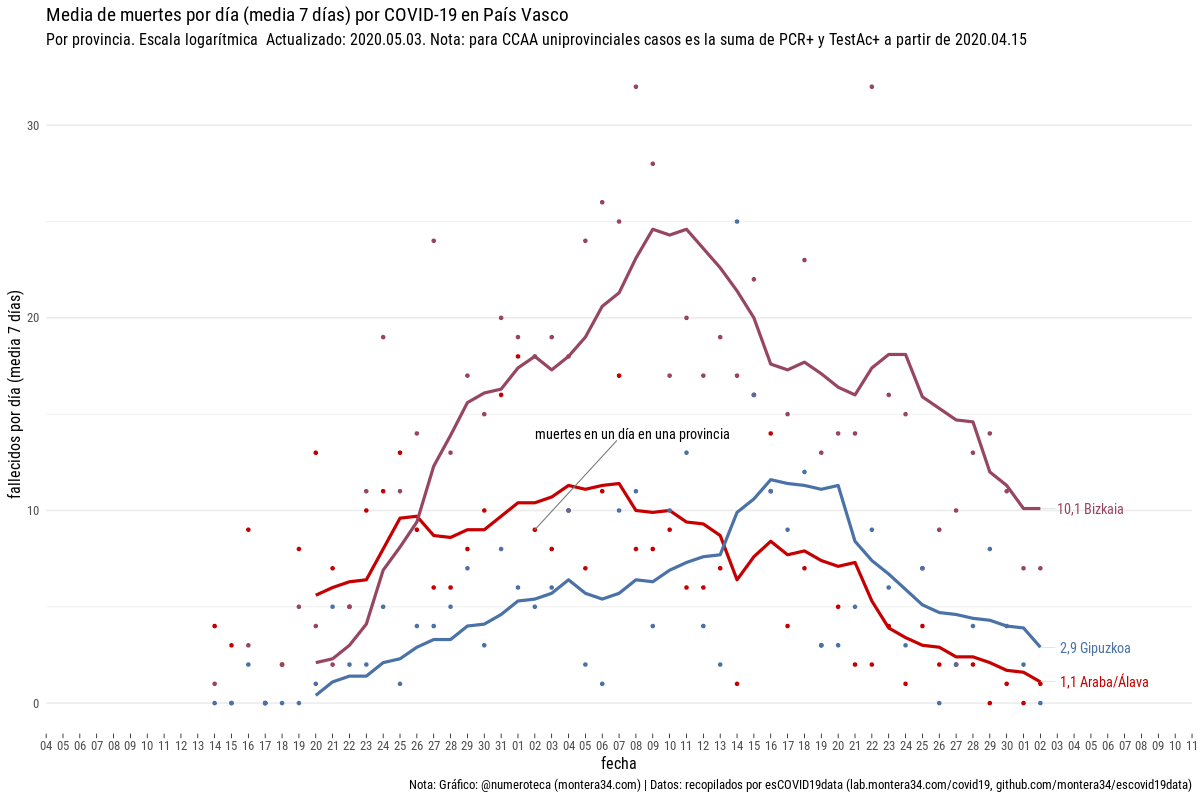 Media de muertes por día (media 7 días) por COVID-19 en País Vasco
Por provincia. Escala logarítmica  Actualizado: 2020.05.03. Nota: para CCAA uniprovinciales casos es la suma de PCR+ y TestAc+ a partir de 2020.04.15
fallecidos por día (media 7 días)
30
20
10
0
muertes en un día en una provincia
10,1 Bizkaia
2,9 Gipuzkoa
1,1 Araba/Álava
04 05 06 07 08 09 10 11 12 13 14 15 16 17 18 19 20 21 22 23 24 25 26 27 28 29 30 31 01 02 03 04 05 06 07 08 09 10 11 12 13 14 15 16 17 18 19 20 21 22 23 24 25 26 27 28 29 30 01 02 03 04 05 06 07 08 09 10 11
fecha
Nota: Gráfico: @numeroteca (montera34.com) | Datos: recopilados por esCOVID19data (lab.montera34.com/covid19, github.com/montera34/escovid19data)